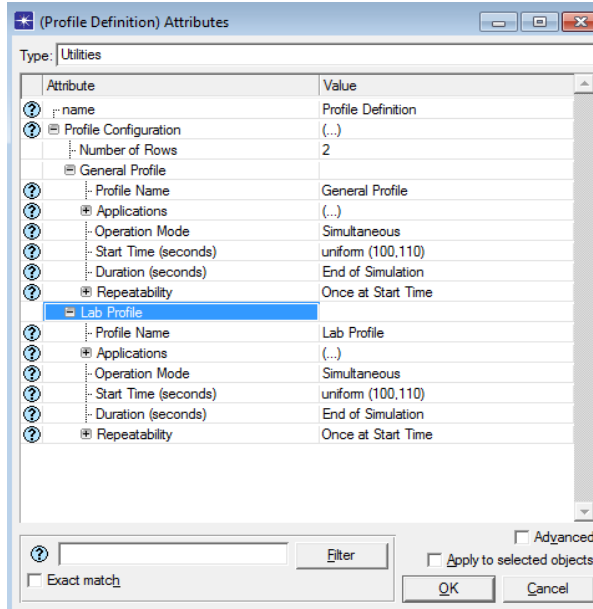 (Profile Definition) Attributes
Type: Utilities
Attribute Value
name Profile Definition
Profile Configuration (...)
Number of Rows 2
General Profile
Profile Name General Profile
Applications (...)
Operation Mode Simultaneous
Start Time (seconds) uniform (100,110)
Duration (seconds) End of Simulation
Repeatability Once at Start Time
Lab Profile
Profile Name Lab Profile
Applications (...)
Operation Mode Simultaneous
Start Time (seconds) uniform (100,110)
Duration (seconds) End of Simulation
Repeatability Once at Start Time
Advanced
Filter
Apply to selected objects
Exact match
OK Cancel